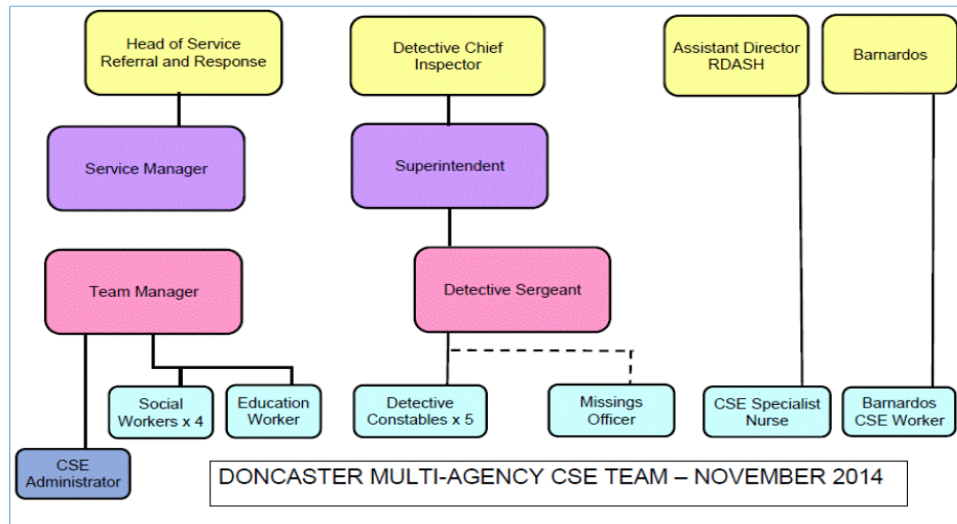 Head of Service
Referral and Response
Detective Chief
Inspector
Assistant Director
RDASH
Barnardos
Service Manager
Superintendent
Team Manager
Detective Sergeant
Social
Workers x 4
Education
Worker
Detective
Constables x 5
Missings
Officer
CSE Specialist
Nurse
Barnardos
CSE Worker
CSE
Administrator
DONCASTER MULTI-AGENCY CSE TEAM – NOVEMBER 2014